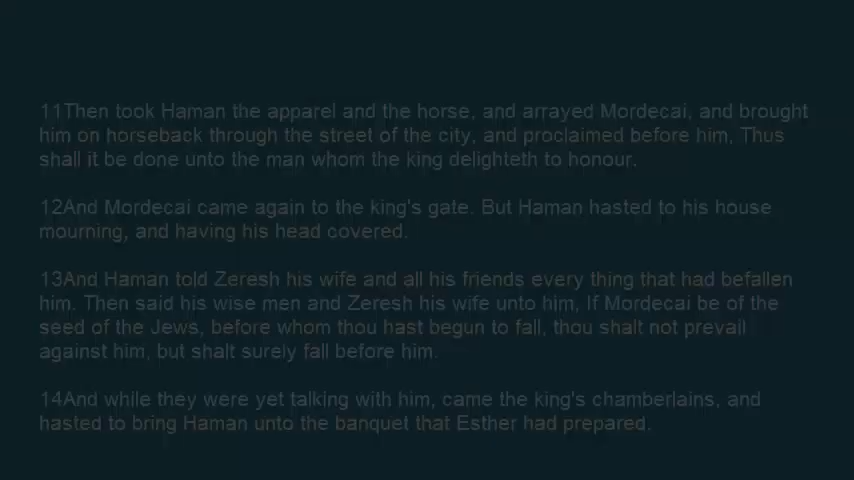 11Then took Haman the apparel and the horse, and arrayed Mordecai, and brought
him on horseback through the street of the city, and proclaimed before him, Thus
shall it be done unto the man whom the king delighteth to honour.
12And Mordecai came again to the king's gate. But Haman hasted to his house
mourning, and having his head covered.
13And Haman told Zeresh his wife and all his friends every thing that had befallen
him. Then said his wise men and Zeresh his wife unto him, If Mordecai be of the
seed of the Jews, before whom thou hast begun to fall, thou shalt not prevail
against him, but shalt surely fall before him.
14And while they were yet talking with him, came the king's chamberlains, and
hasted to bring Haman unto the banquet that Esther had prepared.